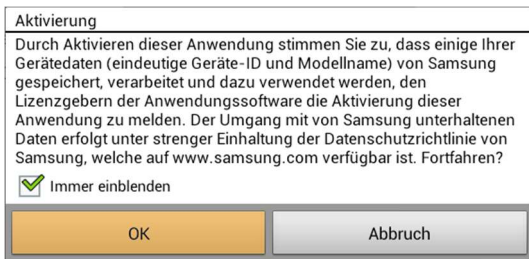 Aktivierung
Durch Aktivieren dieser Anwendung stimmen Sie zu, dass einige Ihrer
Gerätedaten (eindeutige Geräte-ID und Modellname) von Samsung
gespeichert, verarbeitet und dazu verwendet werden, den
Lizenzgebern der Anwendungssoftware die Aktivierung dieser
Anwendung zu melden. Der Umgang mit von Samsung unterhaltenen
Daten erfolgt unter strenger Einhaltung der Datenschutzrichtlinie von
Samsung, welche auf www.samsung.com verfügbar ist. Fortfahren?
Immer einblenden
OK
Abbruch